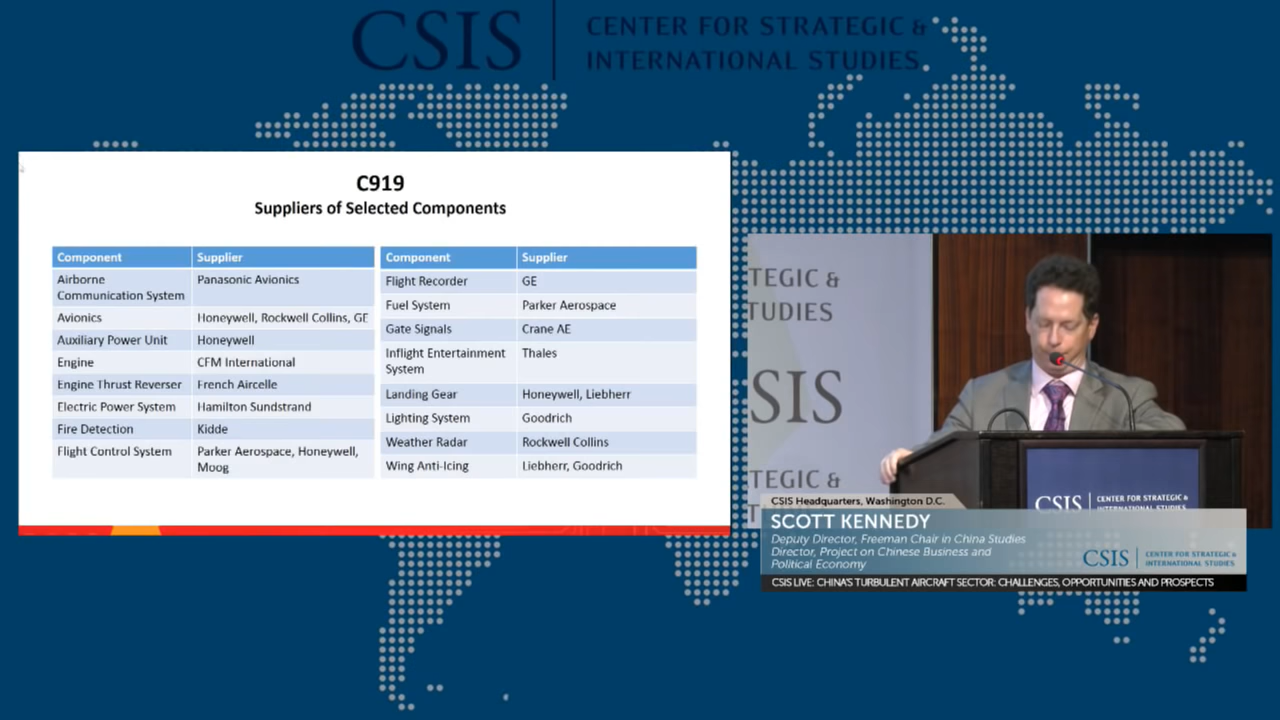 CSIS
CENTER FOR STRATEGIC &
INTERNATIONAL STUDIES
C919
Suppliers of Selected Components
Component Supplier
Airborne
Communication System Panasonic Avionics
Avionics Honeywell, Rockwell Collins, GE
Auxiliary Power Unit Honeywell
Engine CFM International
Engine Thrust Reverser French Aircelle
Electric Power System Hamilton Sundstrand
Fire Detection Kidde
Flight Control System Parker Aerospace, Honeywell,
Moog
Component Supplier
Flight Recorder GE
Fuel System Parker Aerospace
Gate Signals Crane AE
Inflight Entertainment
System Thales
Landing Gear Honeywell, Liebherr
Lighting System Goodrich
Weather Radar Rockwell Collins
Wing Anti-Icing Liebherr, Goodrich
TEGIC &
TUDIES
SIS
TEGIC &
CSIS
CENTER FOR STRATEGIC &
INTERNATIONAL STUDIES
CSIS Headquarters, Washington D.C.
SCOTT KENNEDY
Deputy Director, Freeman Chair in China Studies
Director, Project on Chinese Business and
Political Economy
CSIS
CENTER FOR STRATEGIC &
INTERNATIONAL STUDIES
CSIS LIVE: CHINA'S TURBULENT AIRCRAFT SECTOR: CHALLENGES, OPPORTUNITIES AND PROSPECTS